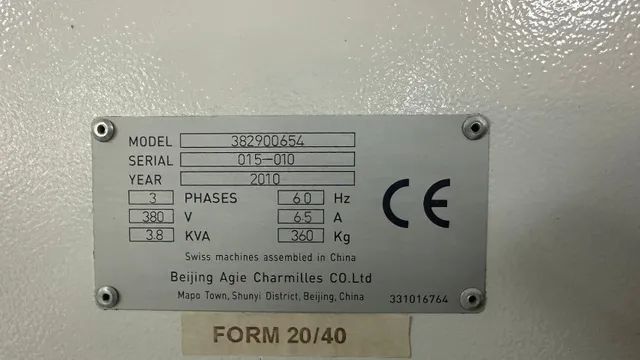 MODEL 382900654
SERIAL 015-010
YEAR 2010
3 PHASES 60 Hz
380 V 6.5 A
3.8 KVA 360 Kg
CE
Swiss machines assembled in China
Beijing Agie Charmilles CO.Ltd
Mapo Town, Shunyi District, Beijing, China 331016764
FORM 20/40